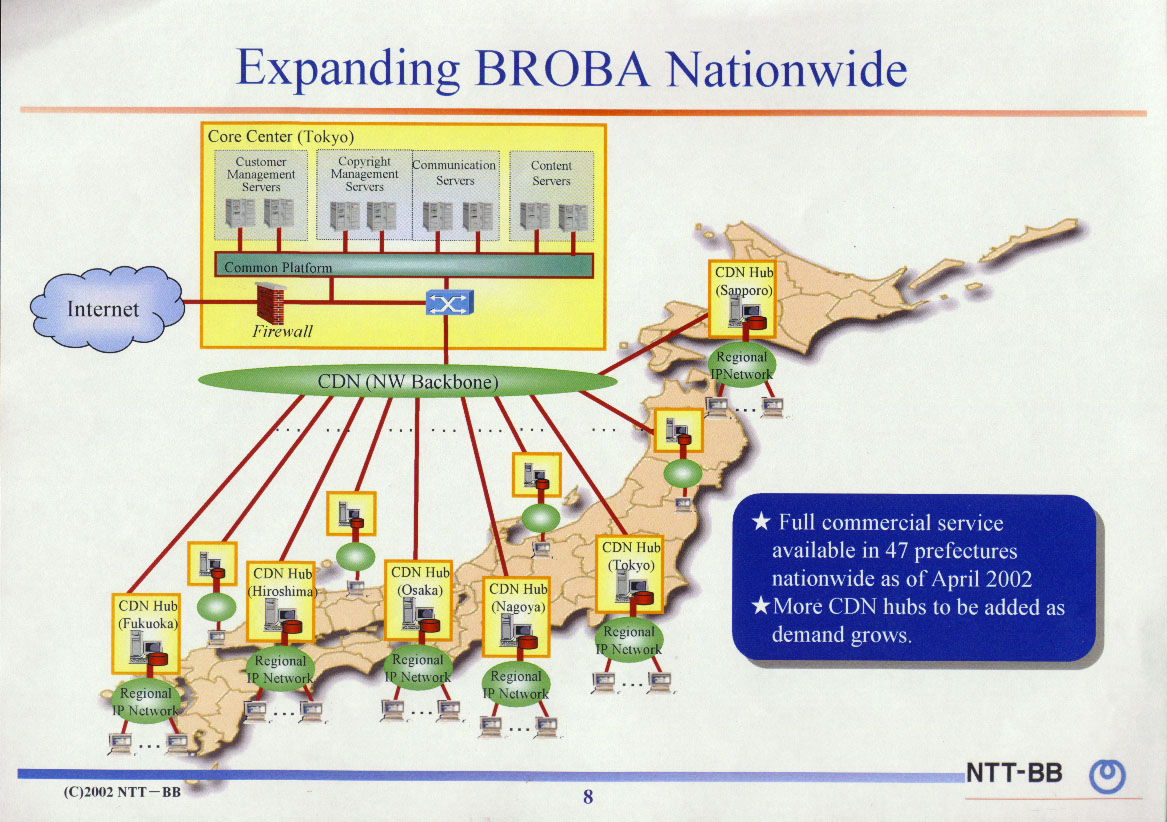 Expanding BROBA Nationwide
Core Center (Tokyo)
Customer
Management
Servers
Copyright
Management
Servers
Communication
Servers
Content
Servers
Common Platform
Internet
Firewall
CDN (NW Backbone)
CDN Hub
(Sapporo)
Regional
IPNetwork
...
. . . . . . . . . . . . . . . . . .
CDN Hub
(Fukuoka)
Regional
IP Network
...
CDN Hub
(Hiroshima)
Regional
IP Network
...
CDN Hub
(Osaka)
Regional
IP Network
...
CDN Hub
(Nagoya)
Regional
IP Network
...
CDN Hub
(Tokyo)
Regional
IP Network
...
★ Full commercial service
available in 47 prefectures
nationwide as of April 2002
★More CDN hubs to be added as
demand grows.
(C)2002 NTT－BB
8
NTT-BB